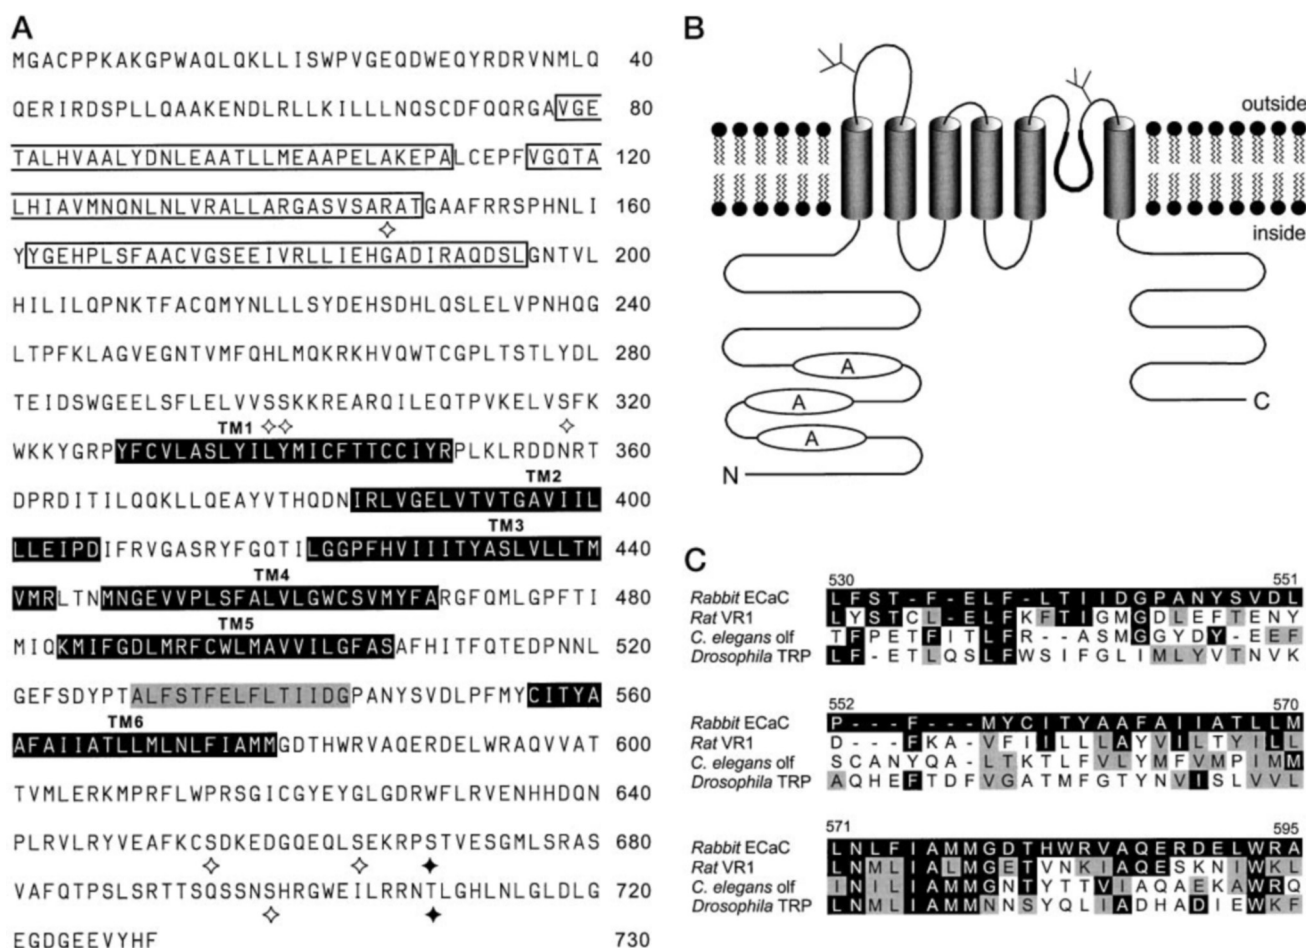 A
MGACPPKAKGPWAQLQKLLISWPVGEQDWEQYRDRVNMLQ 40
QERIRDSPLLQAAKENDLRLLKILLLNQSCDFQQRGAVGE 80
TALHVAALYDNLEAATLLMEAAPELAKEPALCEPFVGQTA 120
LHIAVMNQNLNLVRALLARGASVSARATGAAFRRSPHNLI 160
YYGEHPLSFAACVGSEEIVRLLIEHGADIRAQDSLGNTVL 200
HILILQPNKTFACQMYNLLLSYDEHSDHLQSLELVPNHQG 240
LTPFKLAGVEGNTVMFQHLMQKRKHVQWTCGPLTSTLYDL 280
TEIDSWGEELSFLELVVSSKKREARQILEQTPVKELVSFK 320
TM1
WKKYGRPYFCVLASLYILYMICFTTCCIYRPLKLRDDNRT 360
TM2
DPRDITILQQKLLQEAYVTHQDNIRLVGELVTVTGAVIIL 400
TM3
LLEIPDIFRVGASRYFGQTILGGPFHVIIITYASLVLLTM 440
TM4
VMRLTNMNGEVVPLSFALVLGWCSVMYFARGFQMLGPFTI 480
TM5
MIQKMIFGDLMRFCWLMAVVILGFASAFHITFQTEDPNNL 520
GEFSDYPTALFSTFELFLTIIDGPANYSVDLPFMYCITYA 560
TM6
AFAIIATLLMLNLFIAMMGDTHWRVAQERDELWRAQVVAT 600
TVMLERKMPRFLWPRSGICGYEYGLGDRWFLRVENHHDQN 640
PLRVLRYVEAFKCSDKEDGQEQLSEKRPSTVESGMLSRAS 680
VAFQTPSLSRTTSQSSNSHRGWEILRRNTLGHLNLGLDLG 720
EGDGEEVYHF 730
B
outside
inside
A
A
A
N
C
C
530 551
Rabbit ECaC LFST-F-ELF-LTIIDGPANYSVDL
Rat VR1 LYSTCL-ELFKFTIGMGDLEFTENY
C. elegans olf TFPETFITLFR--ASMGGYDY-EEF
Drosophila TRP LF-ETLQSLFWSIFGLIMLYVTNVK
552 570
Rabbit ECaC P---F---MYCITYAAFAIIATLLM
Rat VR1 D---FKA-VFIILLLAYVILTYILL
C. elegans olf SCANYQA-LTKTLFVLYMFVMPIMM
Drosophila TRP AQHEFTDFVGATMFGTYNVISLVVL
571 595
Rabbit ECaC LNLFIAMMGDTHWRVAQERDELWRA
Rat VR1 LNMLIALMGETVNKIAQESKNIWKL
C. elegans olf INILIAMMGNTYTTVIAQAEKAWRQ
Drosophila TRP LNMLIAMMNNSYQLIADHADIEWKF